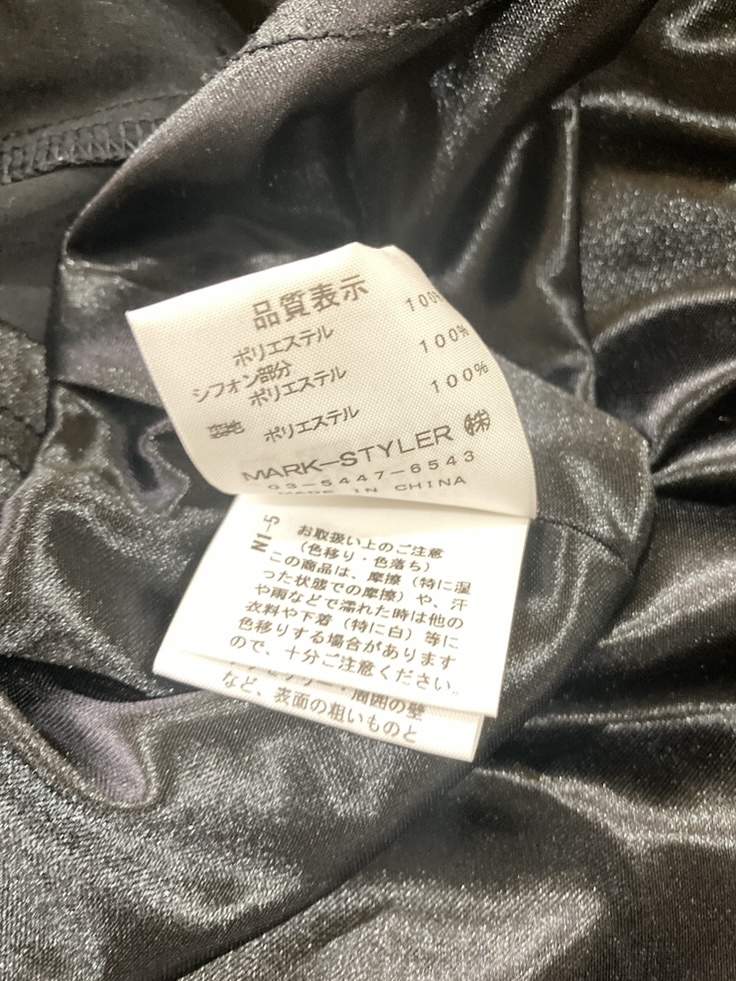 品質表示
ポリエステル 100%
シフォン部分
ポリエステル 100%
裏地 ポリエステル 100%
MARK-STYLER ㈱
03-5447-6543
MADE IN CHINA
N1-5
お取扱い上のご注意
(色移り・色落ち)
この商品は、摩擦(特に湿
った状態での摩擦)や、汗
や雨などで濡れた時は他の
衣料や下着(特に白)等に
色移りする場合があります
ので、十分ご注意ください。
・周囲の壁
など、表面の粗いものと